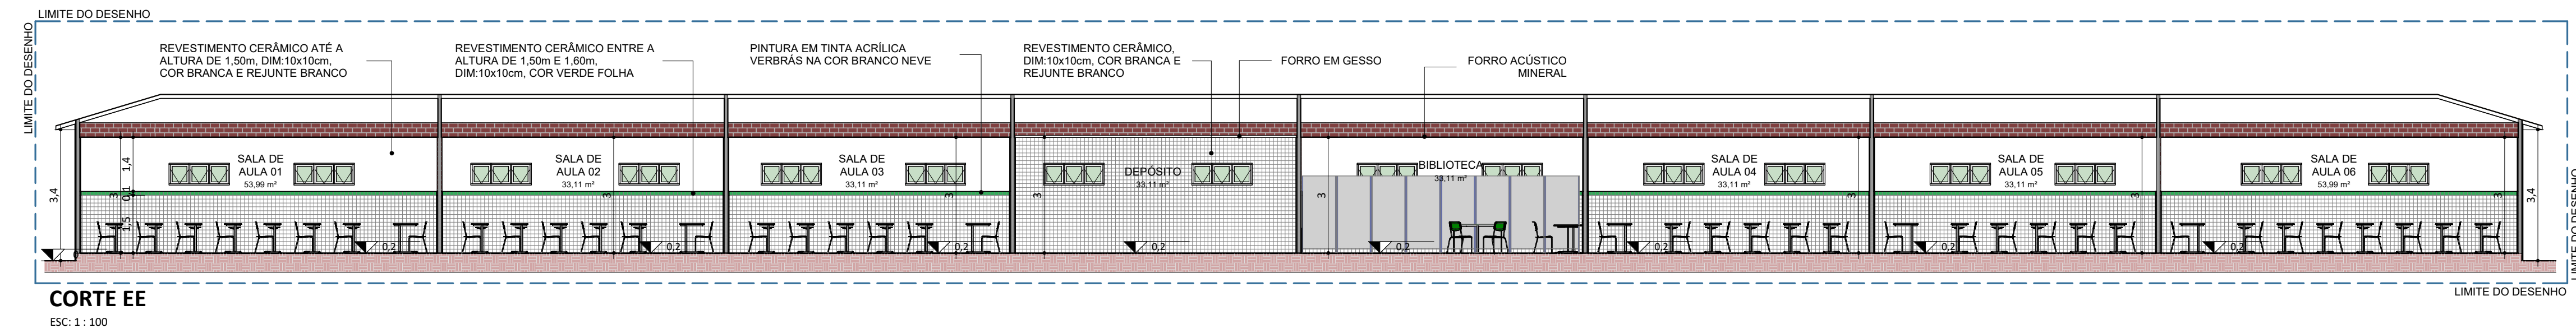 LIMITE DO DESENHO
LIMITE DO DESENHO
REVESTIMENTO CERÂMICO ATÉ A
ALTURA DE 1,50m, DIM:10x10cm,
COR BRANCA E REJUNTE BRANCO
REVESTIMENTO CERÂMICO ENTRE A
ALTURA DE 1,50m E 1,60m,
DIM:10x10cm, COR VERDE FOLHA
PINTURA EM TINTA ACRÍLICA
VERBRÁS NA COR BRANCO NEVE
REVESTIMENTO CERÂMICO,
DIM:10x10cm, COR BRANCA E
REJUNTE BRANCO
FORRO EM GESSO
FORRO ACÚSTICO
MINERAL
3,4
3
1,4
0,1
1,5
SALA DE
AULA 01
53,99 m²
0,2
SALA DE
AULA 02
33,11 m²
3
0,2
SALA DE
AULA 03
33,11 m²
3
0,2
3
DEPÓSITO
33,11 m²
0,2
3
BIBLIOTECA
33,11 m²
0,2
SALA DE
AULA 04
33,11 m²
3
0,2
SALA DE
AULA 05
33,11 m²
3
0,2
SALA DE
AULA 06
53,99 m²
3
0,2
3,4
0
LIMITE DO DESENHO
LIMITE DO DESENHO
CORTE EE
ESC: 1 : 100